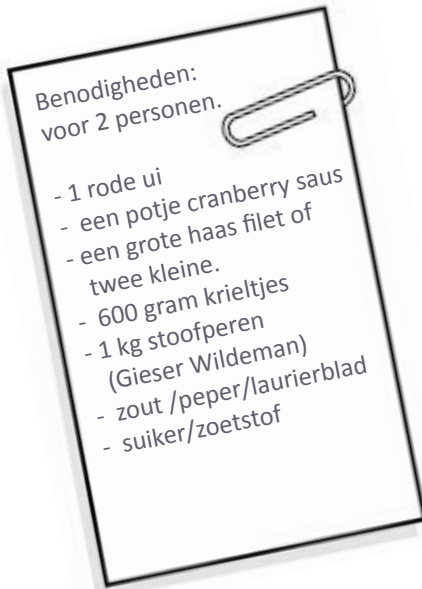 Benodigheden:
voor 2 personen.
- 1 rode ui
- een potje cranberry saus
- een grote haas filet of
twee kleine.
- 600 gram krieltjes
- 1 kg stoofperen
(Gieser Wildeman)
- zout /peper/laurierblad
- suiker/zoetstof